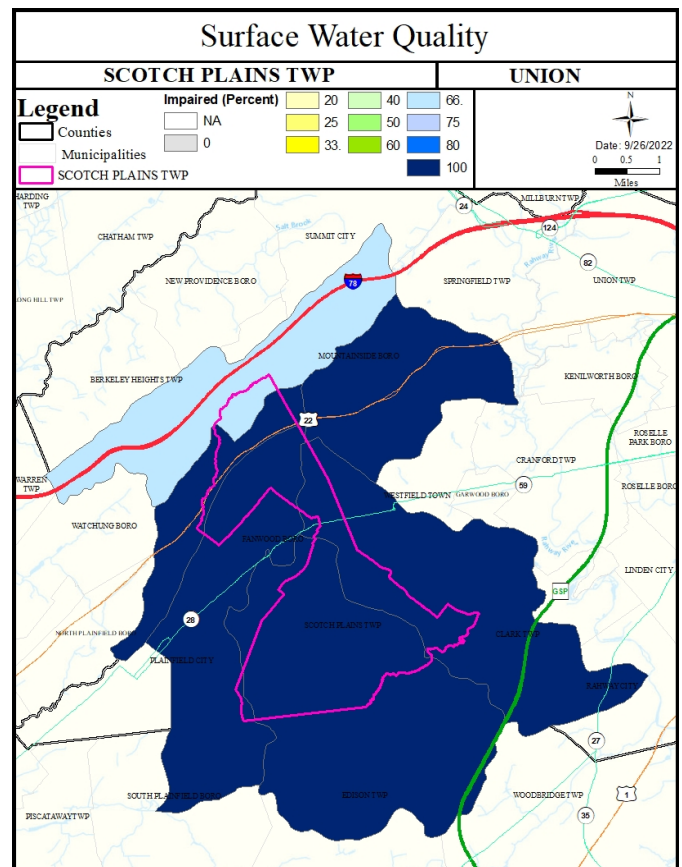 Surface Water Quality
SCOTCH PLAINS TWP
UNION
Legend
Counties
Municipalities
SCOTCH PLAINS TWP
Impaired (Percent)
NA
0
20
25
33.
40
50
60
66.
75
80
100
N
Date: 9/26/2022
0 0.5 1
Miles
HARDING
TWP
CHATHAM TWP
Salt Brook
SUMMIT CITY
24
MILLBURN TWP
124
82
NEW PROVIDENCE BORO
78
SPRINGFIELD TWP
UNION TWP
LONG HILL TWP
MOUNTAINSIDE BORO
BERKELEY HEIGHTS TWP
KENILWORTH BORO
22
ROSELLE
PARK BORO
CRANFORD TWP
WARREN
TWP
59
ROSELLE BORO
WESTFIELD TOWN
GARWOOD BORO
WATCHUNG BORO
FANWOOD BORO
LINDEN CITY
GSP
28
SCOTCH PLAINS TWP
CLARK TWP
NORTH PLAINFIELD BORO
PLAINFIELD CITY
RAHWAY CITY
27
SOUTH PLAINFIELD BORO
EDISON TWP
WOODBRIDGE TWP
1
PISCATAWAY TWP
35